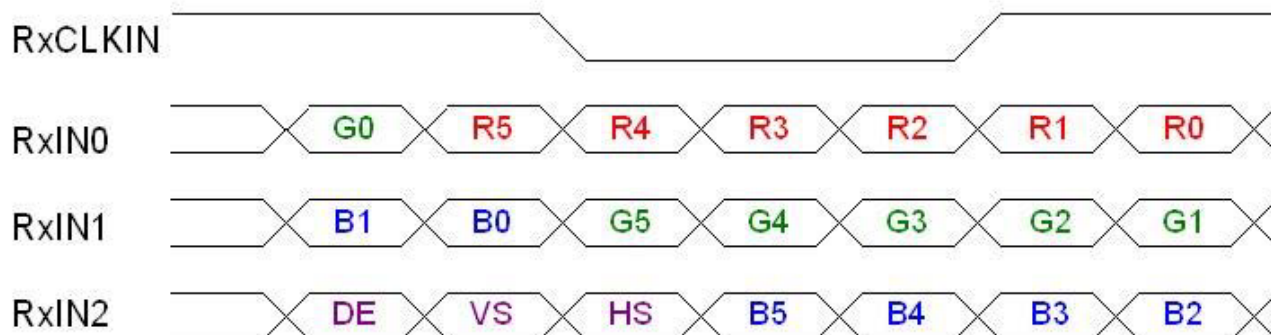 RxCLKIN
RxIN0 G0 R5 R4 R3 R2 R1 R0
RxIN1 B1 B0 G5 G4 G3 G2 G1
RxIN2 DE VS HS B5 B4 B3 B2